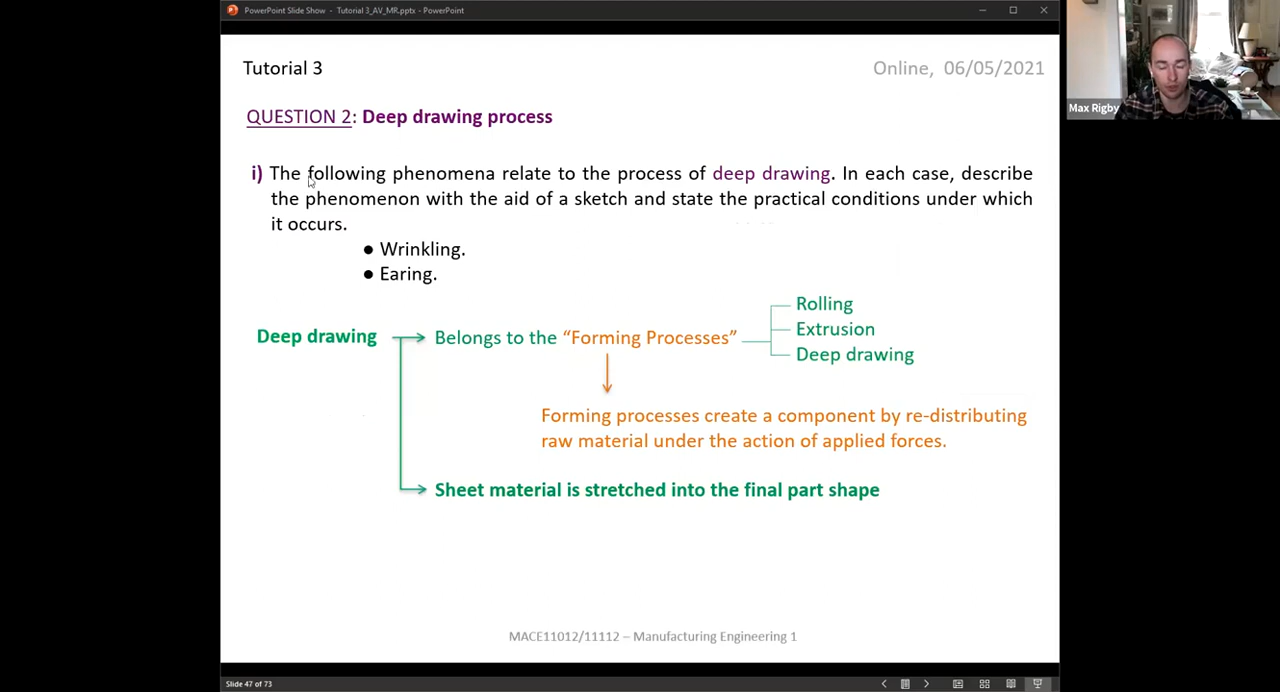 PowerPoint Slide Show - Tutorial 3_AV_MR.pptx - PowerPoint
Tutorial 3
Online, 06/05/2021
Max Rigby
QUESTION 2: Deep drawing process
i) The following phenomena relate to the process of deep drawing. In each case, describe
the phenomenon with the aid of a sketch and state the practical conditions under which
it occurs.
● Wrinkling.
● Earing.
Deep drawing
Belongs to the “Forming Processes”
Rolling
Extrusion
Deep drawing
Forming processes create a component by re-distributing
raw material under the action of applied forces.
Sheet material is stretched into the final part shape
MACE11012/11112 – Manufacturing Engineering 1
Slide 47 of 73